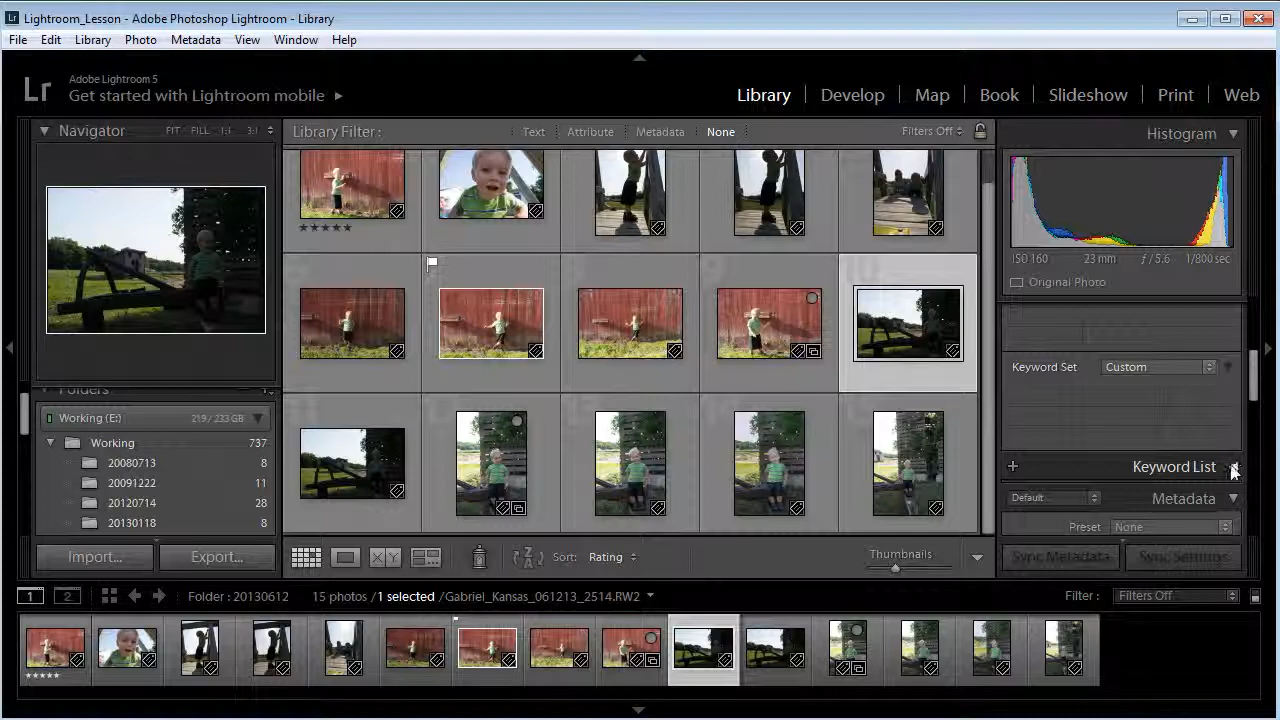 Lightroom_Lesson - Adobe Photoshop Lightroom - Library
File Edit Library Photo Metadata View Window Help
Lr
Adobe Lightroom 5
Get started with Lightroom mobile
Library Develop Map Book Slideshow Print Web
Navigator FIT FILL 1:1 3:1
Library Filter : Text Attribute Metadata None Filters Off
Histogram
ISO 160 23 mm ƒ / 5.6 1/800 sec
Original Photo
Keyword Set Custom
Folders
Working (E:) 219 / 233 GB
Working 737
20080713 8
20091222 11
20120714 28
20130118 8
Keyword List
Default Metadata
Preset None
Import... Export...
XY
Sort: Rating
Thumbnails
Sync Metadata Sync Settings
1 2 Folder : 20130612 15 photos / 1 selected / Gabriel_Kansas_061213_2514.RW2
Filter : Filters Off